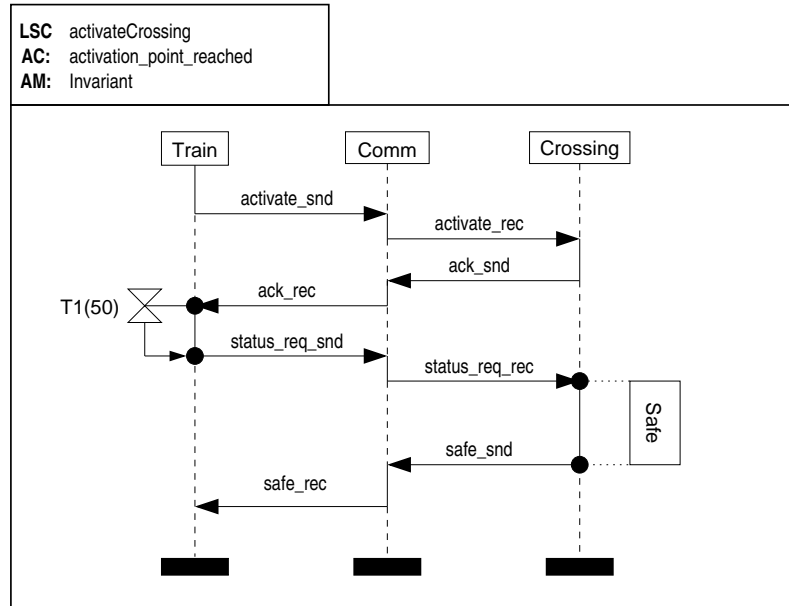 LSC activateCrossing
AC: activation_point_reached
AM: Invariant
Train
Comm
Crossing
activate_snd
activate_rec
ack_snd
ack_rec
T1(50)
status_req_snd
status_req_rec
Safe
safe_snd
safe_rec